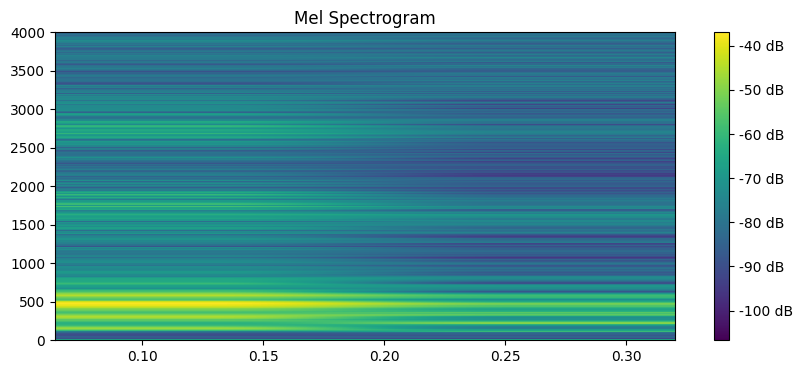 Mel Spectrogram
4000
3500
3000
2500
2000
1500
1000
500
0
0.10 0.15 0.20 0.25 0.30
-40 dB
-50 dB
-60 dB
-70 dB
-80 dB
-90 dB
-100 dB